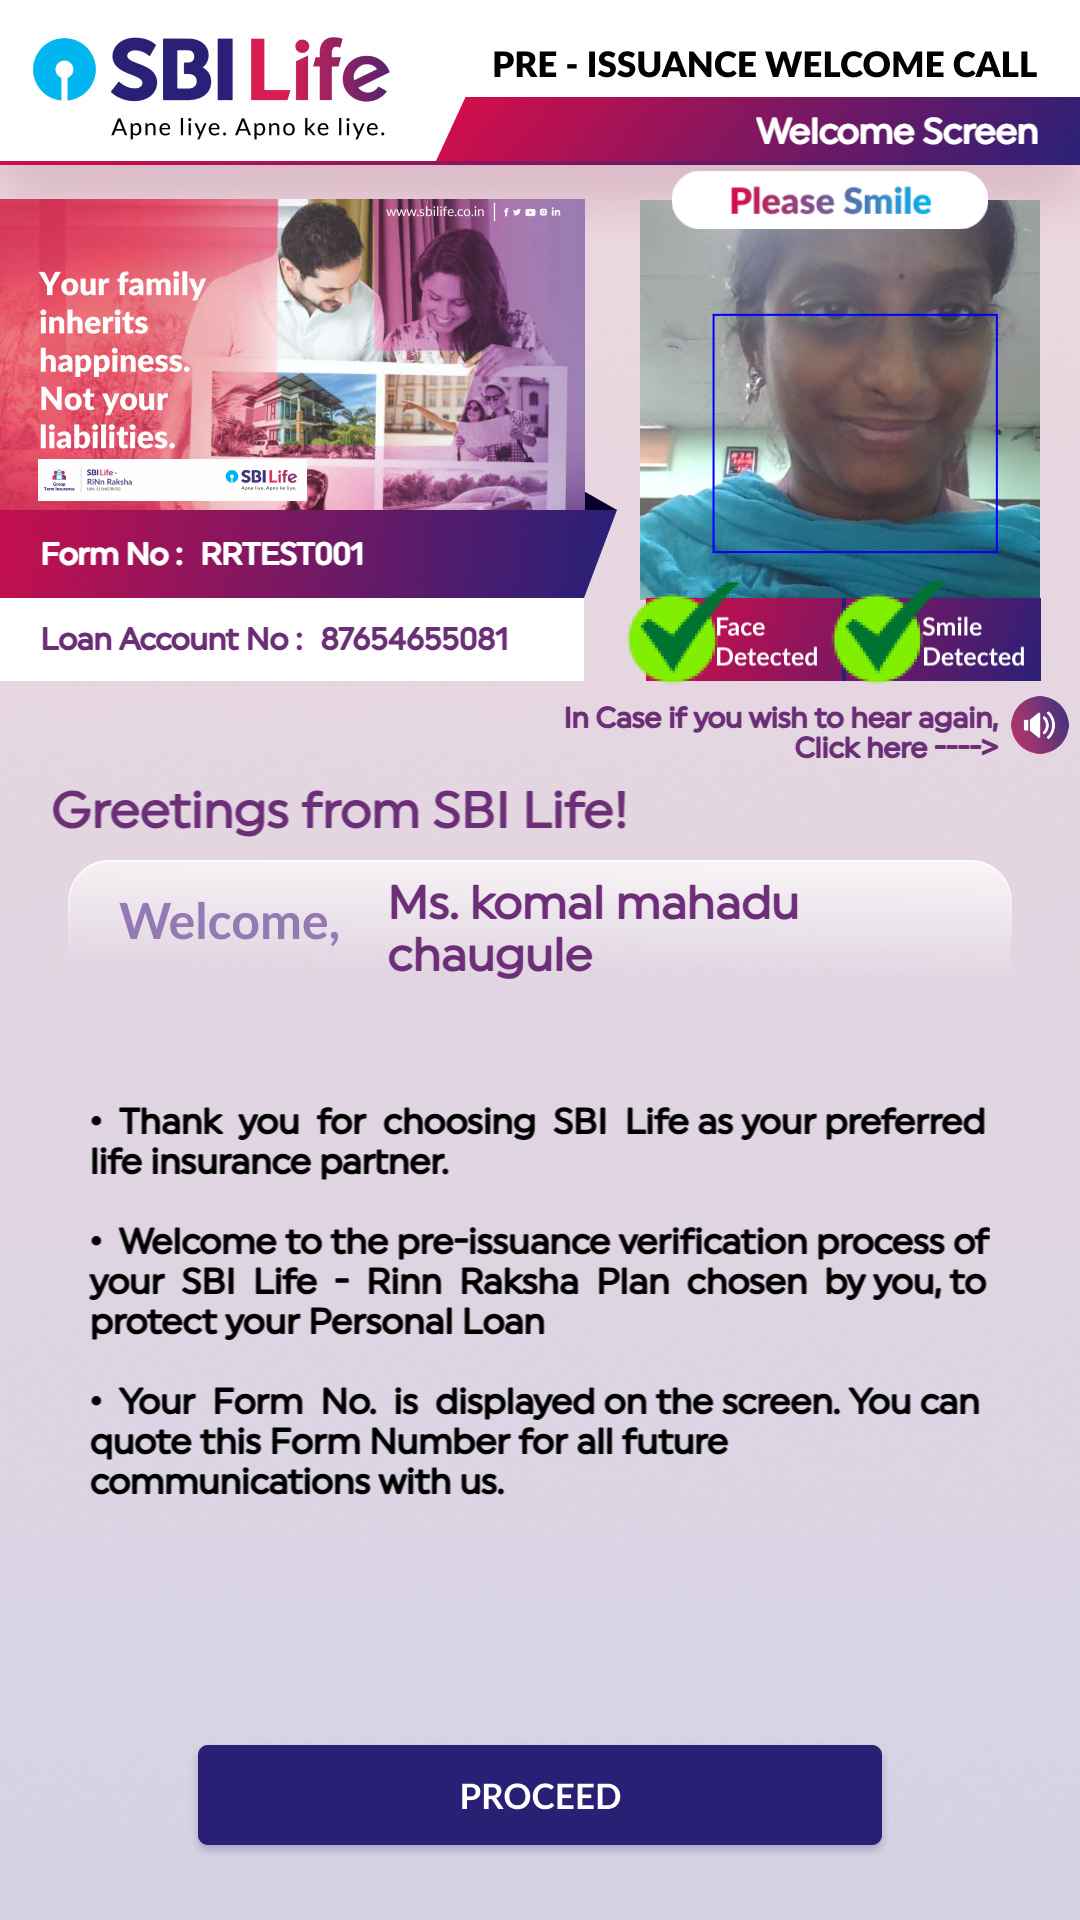 SBI Life
Apne liye. Apno ke liye.
PRE - ISSUANCE WELCOME CALL
Welcome Screen
www.sbilife.co.in
Your family
inherits
happiness.
Not your
liabilities.
Group
Term Insurance
SBI Life -
RiNn Raksha
SBI Life
Apne liye. Apno ke liye.
Please Smile
Form No : RRTEST001
Loan Account No : 87654655081
Face
Detected
Smile
Detected
In Case if you wish to hear again,
Click here ---->
Greetings from SBI Life!
Welcome,
Ms. komal mahadu
chaugule
• Thank you for choosing SBI Life as your preferred
life insurance partner.
• Welcome to the pre-issuance verification process of
your SBI Life - Rinn Raksha Plan chosen by you, to
protect your Personal Loan
• Your Form No. is displayed on the screen. You can
quote this Form Number for all future
communications with us.
PROCEED